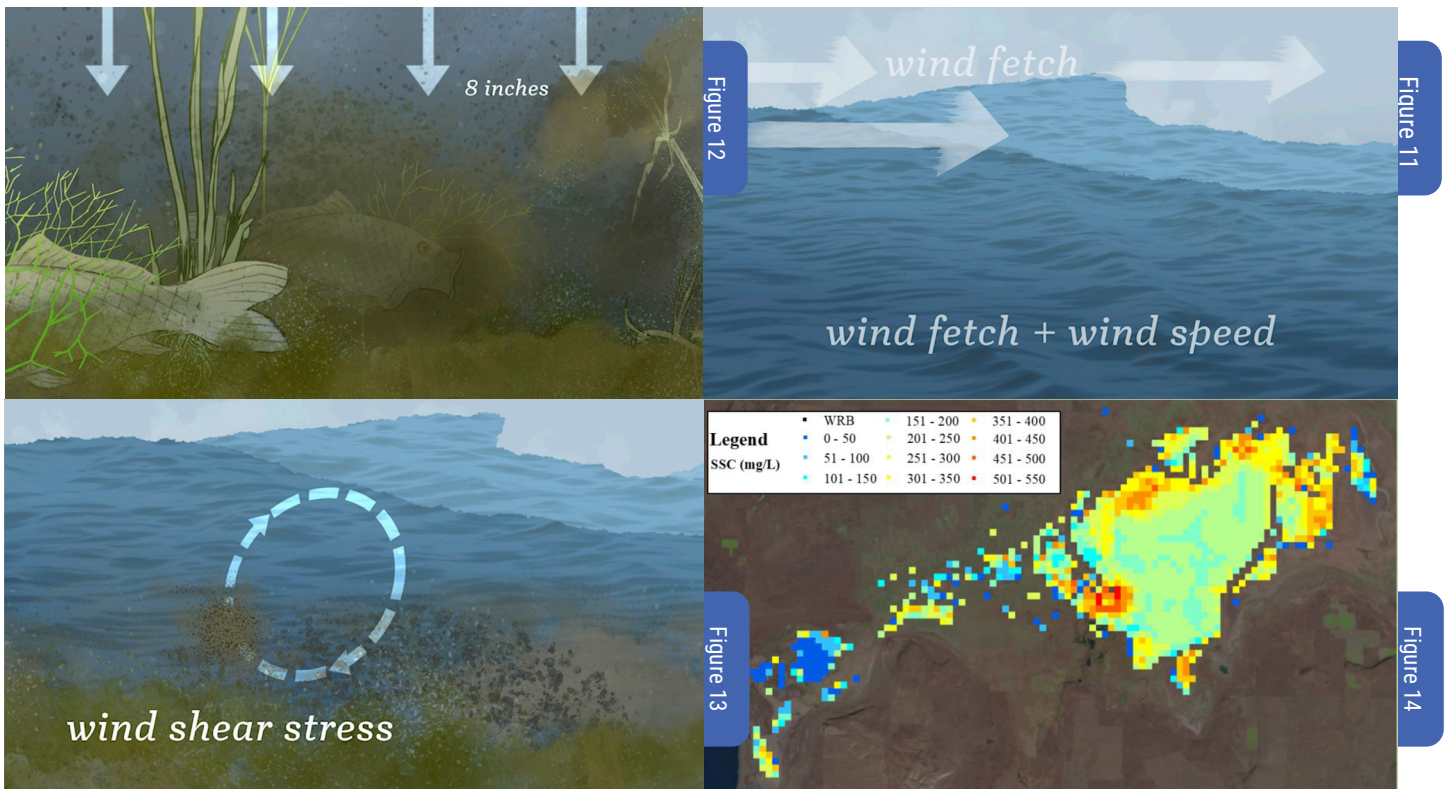 8 inches
Figure 12
wind fetch
wind fetch + wind speed
Figure 11
wind shear stress
Figure 13
Legend
SSC (mg/L)
WRB
0 - 50
51 - 100
101 - 150
151 - 200
201 - 250
251 - 300
301 - 350
351 - 400
401 - 450
451 - 500
501 - 550
Figure 14